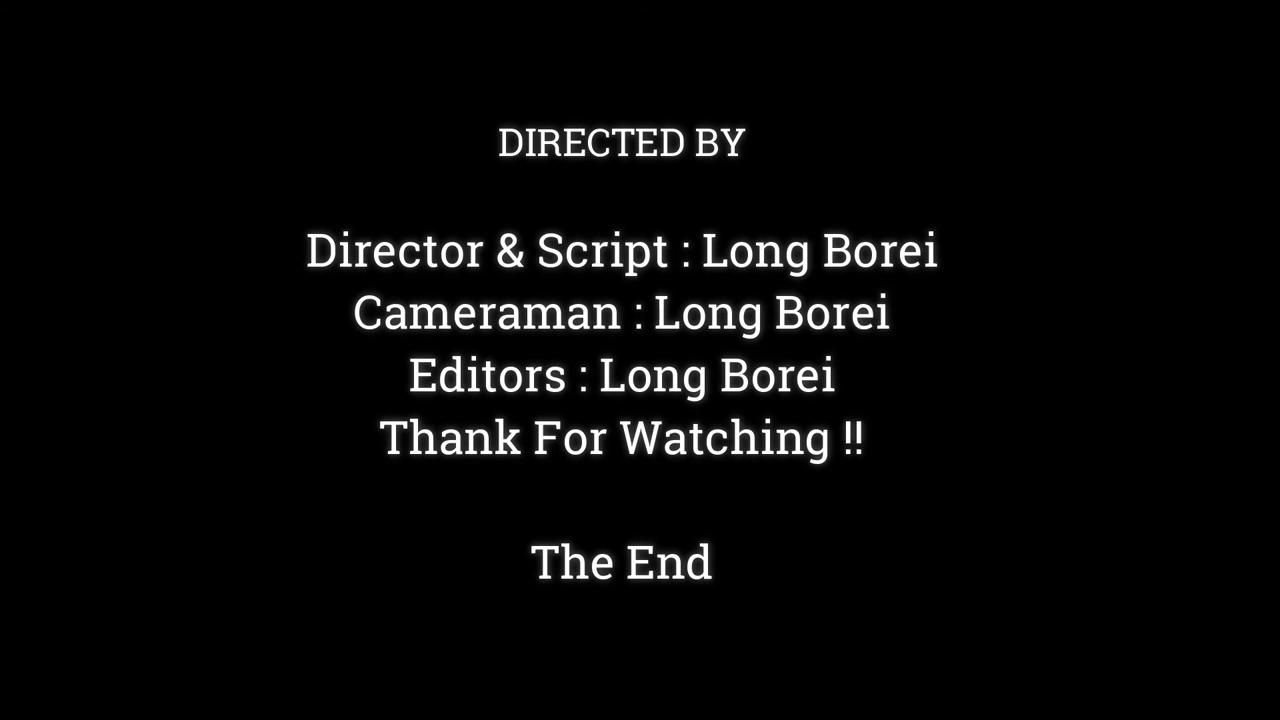 DIRECTED BY
Director & Script : Long Borei
Cameraman : Long Borei
Editors : Long Borei
Thank For Watching !!
The End